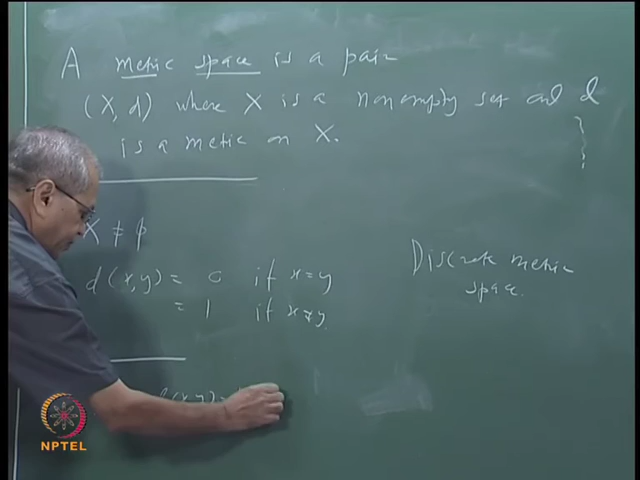 A metric space is a pair
(X, d) where X is a nonempty set and d
is a metric on X.
X ≠ φ
d(x,y) = 0 if x=y
= 1 if x≠y.
Discrete metric
space.
d(x,y)=
NPTEL